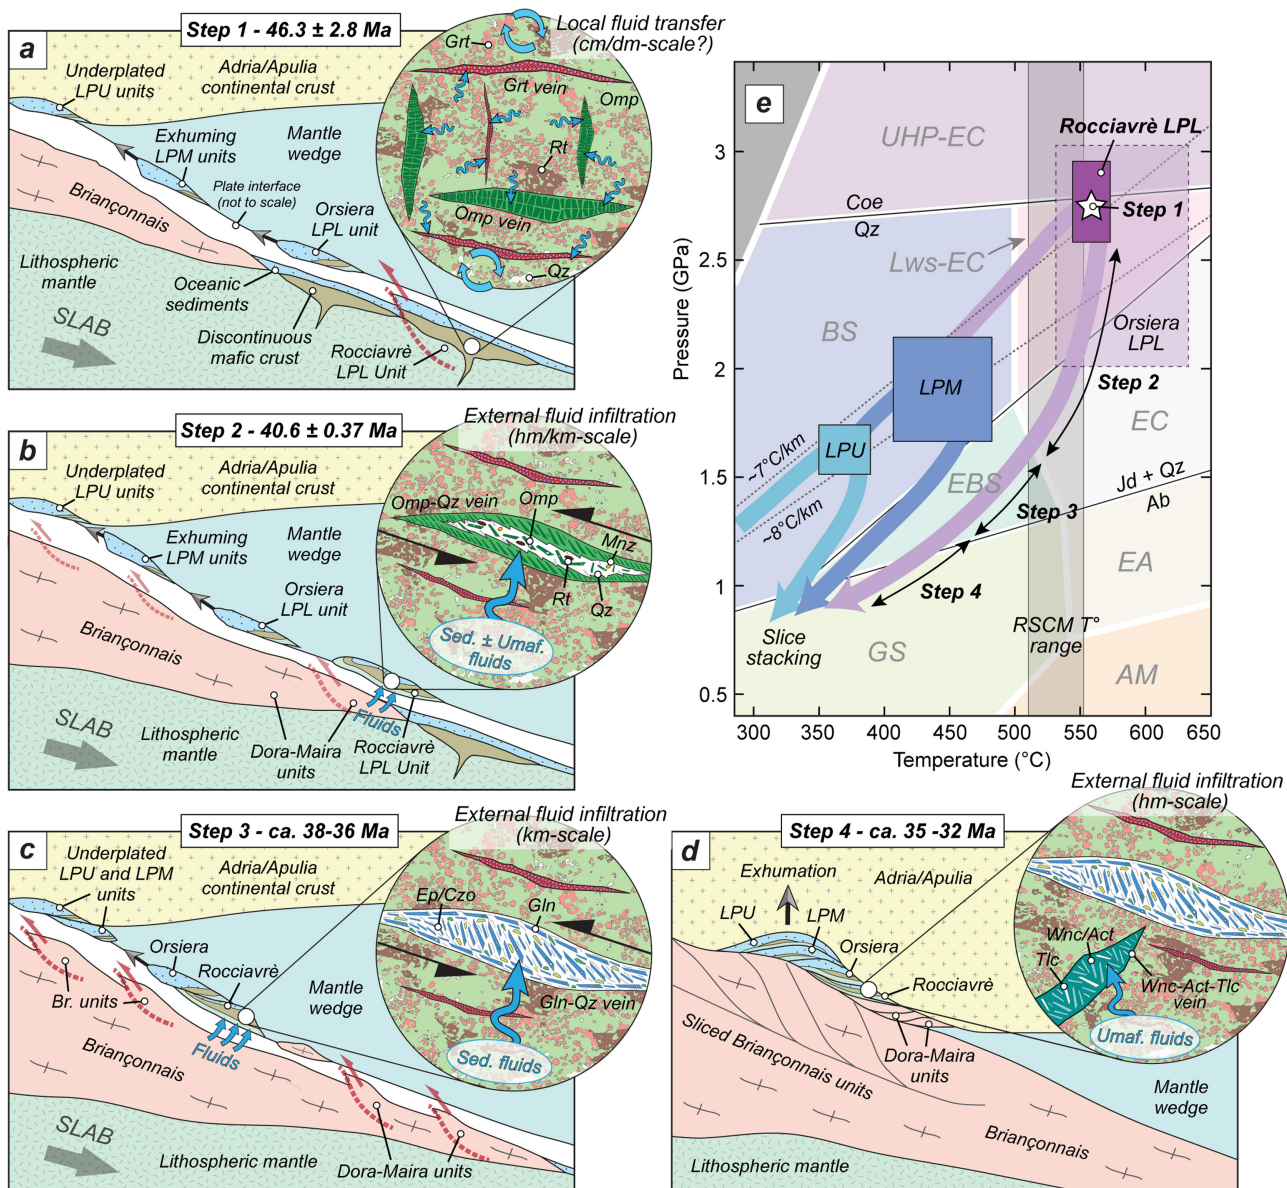 a
Step 1 - 46.3 ± 2.8 Ma
Local fluid transfer
(cm/dm-scale?)
Underplated
LPU units
Adria/Apulia
continental crust
Exhuming
LPM units
Mantle
wedge
Plate interface
(not to scale)
Orsiera
LPL unit
Briançonnais
Lithospheric
mantle
Oceanic
sediments
SLAB
Discontinuous
mafic crust
Rocciavrè
LPL Unit
Grt
Grt vein
Omp
Rt
Omp vein
Qz
b
Step 2 - 40.6 ± 0.37 Ma
External fluid infiltration
(hm/km-scale)
Underplated
LPU units
Adria/Apulia
continental crust
Exhuming
LPM units
Mantle
wedge
Orsiera
LPL unit
Briançonnais
SLAB
Lithospheric
mantle
Dora-Maira
units
Fluids
Rocciavrè
LPL Unit
Omp-Qz vein
Omp
Mnz
Rt
Qz
Sed. ± Umaf.
fluids
c
Step 3 - ca. 38-36 Ma
External fluid infiltration
(km-scale)
Underplated
LPU and LPM
units
Adria/Apulia
continental crust
Orsiera
Rocciavrè
Mantle
wedge
Br. units
Fluids
Briançonnais
SLAB
Lithospheric mantle
Dora-Maira units
Ep/Czo
Gln
Gln-Qz vein
Sed. fluids
d
Step 4 - ca. 35 -32 Ma
External fluid infiltration
(hm-scale)
Exhumation
Adria/Apulia
LPU
LPM
Orsiera
Rocciavrè
Sliced Briançonnais units
Dora-Maira
units
Mantle
wedge
Briançonnais
Lithospheric mantle
Wnc/Act
Tlc
Wnc-Act-Tlc
vein
Umaf. fluids
e
Pressure (GPa)
3
2.5
2
1.5
1
0.5
300
350
400
450
500
550
600
650
Temperature (°C)
UHP-EC
Rocciavrè LPL
Coe
Qz
Step 1
Lws-EC
BS
Orsiera
LPL
Step 2
LPM
LPU
EC
~7°C/km
~8°C/km
EBS
Jd + Qz
Ab
Step 3
Step 4
EA
Slice
stacking
GS
RSCM T°
range
AM